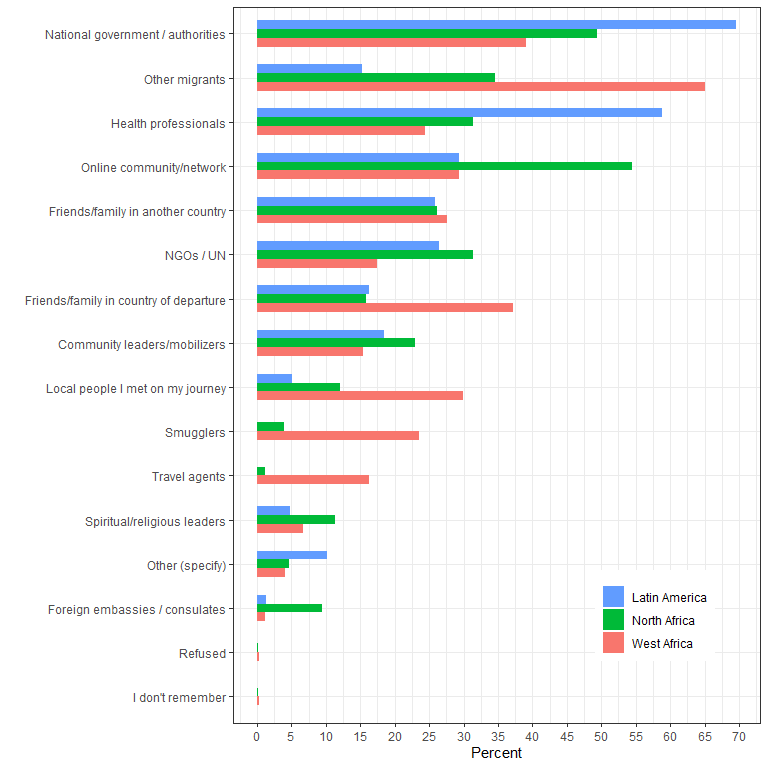 National government / authorities
Other migrants
Health professionals
Online community/network
Friends/family in another country
NGOs / UN
Friends/family in country of departure
Community leaders/mobilizers
Local people I met on my journey
Smugglers
Travel agents
Spiritual/religious leaders
Other (specify)
Foreign embassies / consulates
Refused
I don't remember
Latin America
North Africa
West Africa
0 5 10 15 20 25 30 35 40 45 50 55 60 65 70
Percent